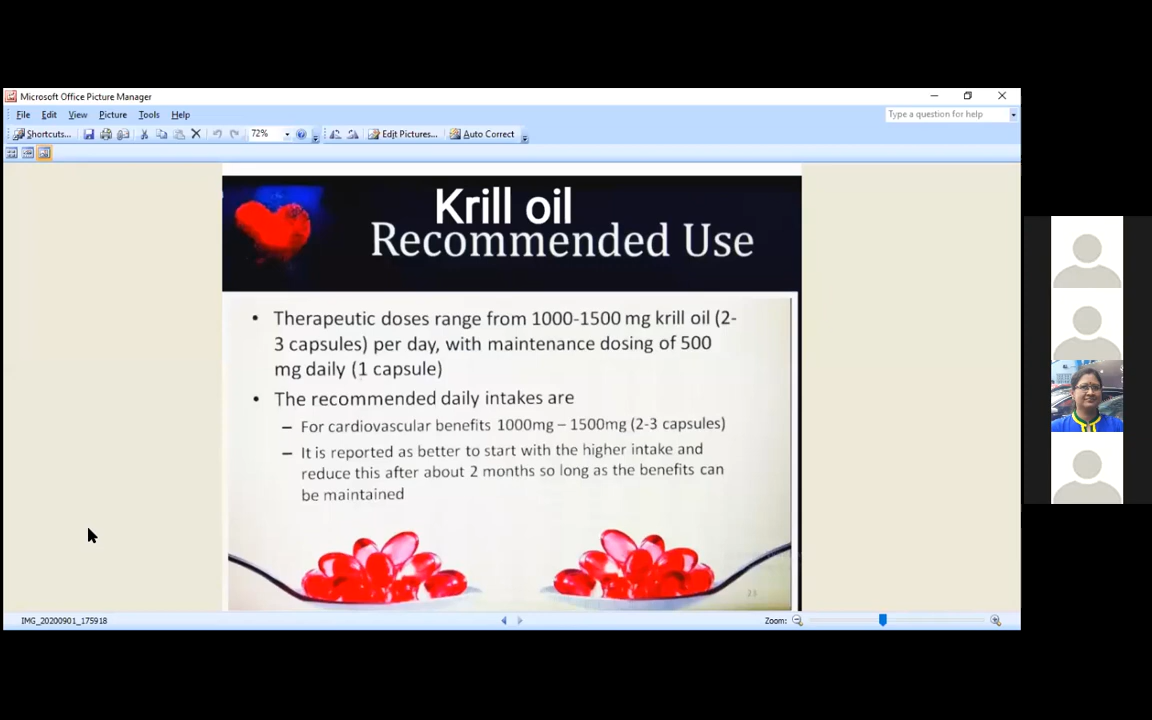 Microsoft Office Picture Manager
File Edit View Picture Tools Help
Type a question for help
Shortcuts...
72%
Edit Pictures...
Auto Correct
Krill oil
Recommended Use
• Therapeutic doses range from 1000-1500 mg krill oil (2-
3 capsules) per day, with maintenance dosing of 500
mg daily (1 capsule)
• The recommended daily intakes are
– For cardiovascular benefits 1000mg – 1500mg (2-3 capsules)
– It is reported as better to start with the higher intake and
reduce this after about 2 months so long as the benefits can
be maintained
23
IMG_20200901_175918
Zoom: